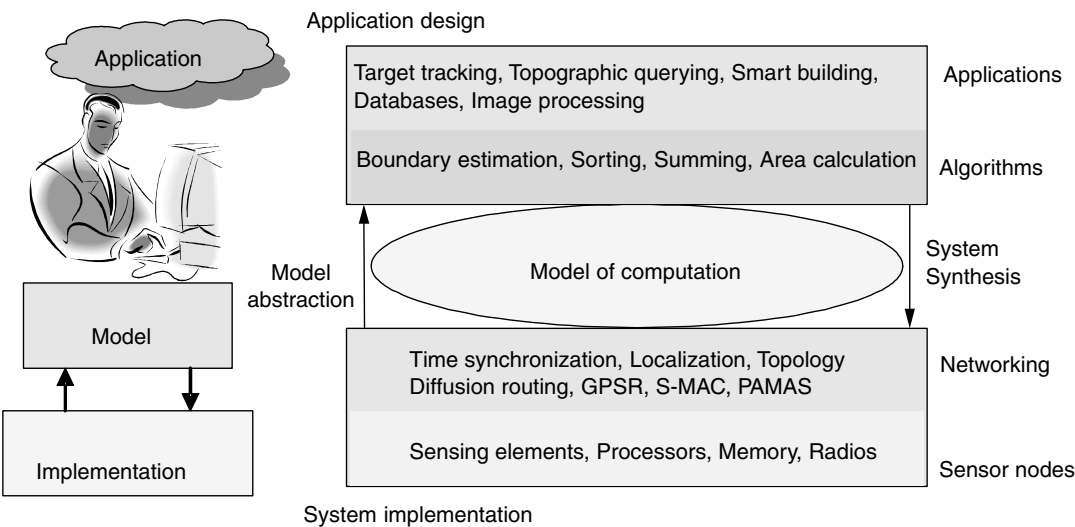 Application design
Application
Target tracking, Topographic querying, Smart building,
Databases, Image processing
Applications
Boundary estimation, Sorting, Summing, Area calculation
Algorithms
Model
abstraction
Model of computation
System
Synthesis
Model
Time synchronization, Localization, Topology
Diffusion routing, GPSR, S-MAC, PAMAS
Networking
Implementation
Sensing elements, Processors, Memory, Radios
Sensor nodes
System implementation